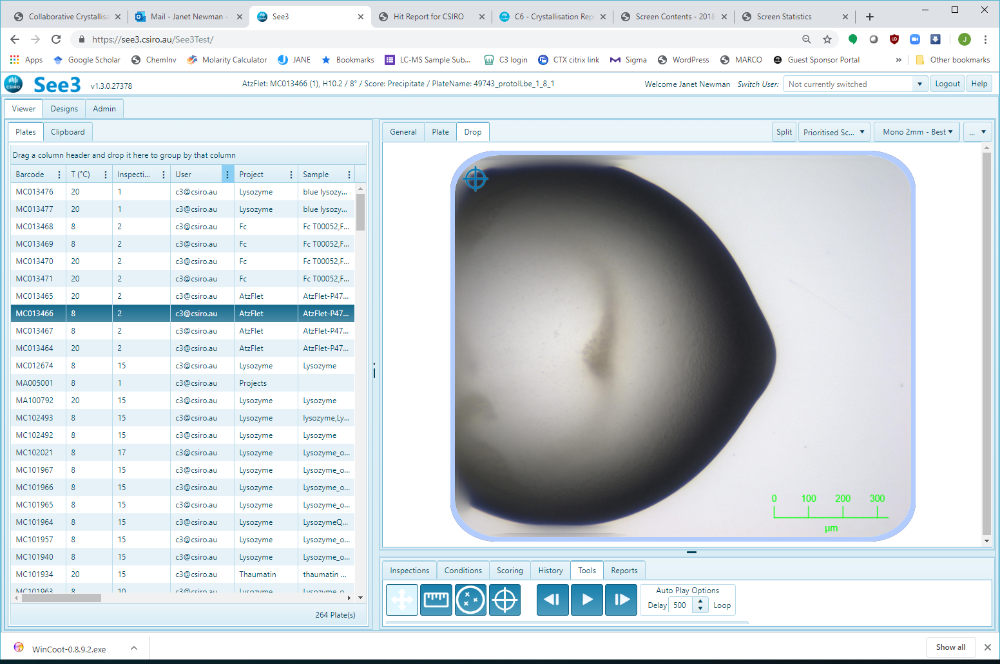 Collaborative Crystallisa
Mail - Janet Newman -
See3
Hit Report for CSIRO
C6 - Crystallisation Rep
Screen Contents - 2018
Screen Statistics
https://see3.csiro.au/See3Test/
J
Apps
Google Scholar
ChemInv
Molarity Calculator
JANE
Bookmarks
LC-MS Sample Sub...
C3 login
CTX citrix link
Sigma
WordPress
MARCO
Guest Sponsor Portal
»
Other bookmarks
CSIRO
See3 v1.3.0.27378
AtzFlet: MC013466 (1), H10.2 / 8° / Score: Precipitate / PlateName: 49743_protoILbe_1_8_1
Welcome Janet Newman Switch User: Not currently switched Logout Help
Viewer Designs Admin
Plates Clipboard
Drag a column header and drop it here to group by that column
Barcode T (°C) Inspecti... User Project Sample
MC013476 20 1 c3@csiro.au Lysozyme blue lysozy...
MC013477 20 1 c3@csiro.au Lysozyme blue lysozy...
MC013468 8 2 c3@csiro.au Fc Fc T00052,F...
MC013469 8 2 c3@csiro.au Fc Fc T00052,F...
MC013470 20 2 c3@csiro.au Fc Fc T00052,F...
MC013471 20 2 c3@csiro.au Fc Fc T00052,F...
MC013465 20 2 c3@csiro.au AtzFlet AtzFlet-P47...
MC013466 8 2 c3@csiro.au AtzFlet AtzFlet-P47...
MC013467 8 2 c3@csiro.au AtzFlet AtzFlet-P47...
MC013464 20 2 c3@csiro.au AtzFlet AtzFlet-P47...
MC012674 8 15 c3@csiro.au Lysozyme Lysozyme
MA005001 8 1 c3@csiro.au Projects
MA100792 20 15 c3@csiro.au Lysozyme Lysozyme
MC102493 8 15 c3@csiro.au Lysozyme lysozyme,Ly...
MC102492 8 15 c3@csiro.au Lysozyme Lysozyme
MC102021 8 17 c3@csiro.au Lysozyme Lysozyme_o...
MC101967 8 15 c3@csiro.au Lysozyme Lysozyme_o...
MC101966 8 15 c3@csiro.au Lysozyme Lysozyme_o...
MC101965 8 15 c3@csiro.au Lysozyme Lysozyme_o...
MC101964 8 15 c3@csiro.au Lysozyme LysozymeQ...
MC101957 8 15 c3@csiro.au Lysozyme Lysozyme_o...
MC101940 8 15 c3@csiro.au Lysozyme Lysozyme_o...
MC101934 20 15 c3@csiro.au Thaumatin thaumatin ...
MC101963 8 10 c3@csiro.au Lysozyme Lysozyme_o...
264 Plate(s)
General Plate Drop
Split Prioritised Sc... Mono 2mm - Best ...
0 100 200 300
µm
Inspections Conditions Scoring History Tools Reports
Auto Play Options
Delay 500 Loop
WinCoot-0.8.9.2.exe
Show all